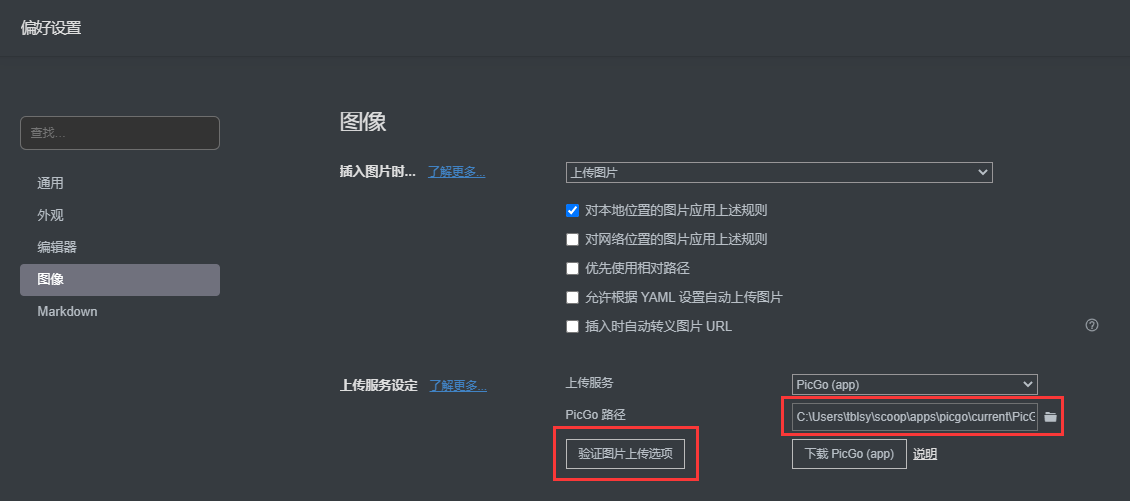 偏好设置
查找...
通用
外观
编辑器
图像
Markdown
图像
插入图片时... 了解更多... 上传图片
对本地位置的图片应用上述规则
对网络位置的图片应用上述规则
优先使用相对路径
允许根据 YAML 设置自动上传图片
插入时自动转义图片 URL
上传服务设定 了解更多... 上传服务 PicGo (app)
PicGo 路径 C:\Users\tblsy\scoop\apps\picgo\current\PicG
验证图片上传选项 下载 PicGo (app) 说明